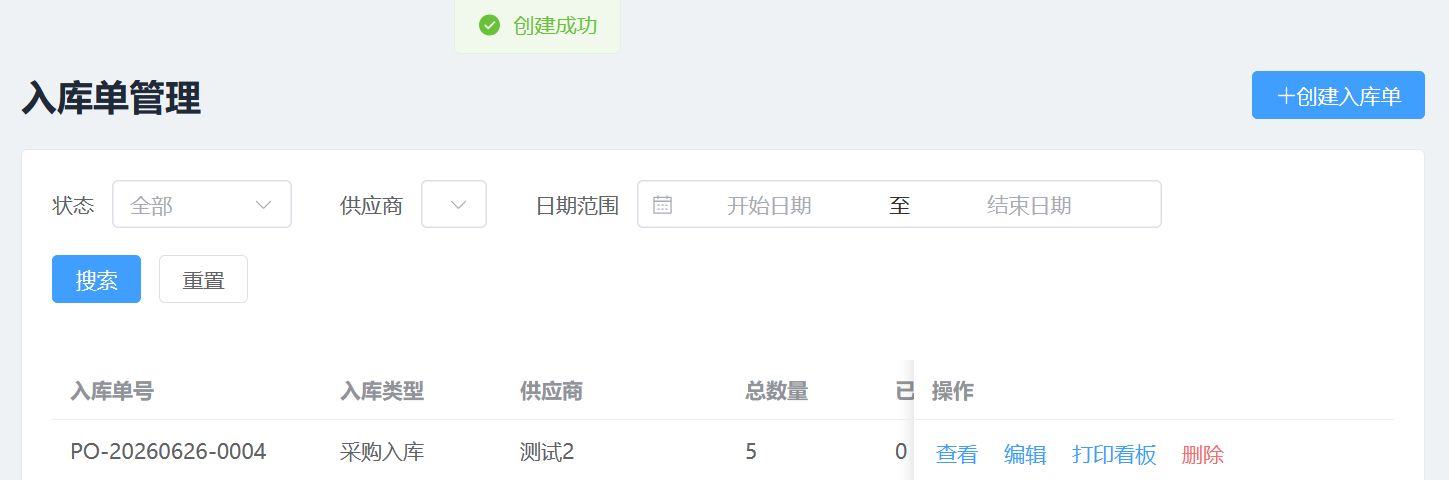 创建成功
入库单管理
+创建入库单
状态 全部 供应商 日期范围 开始日期 至 结束日期
搜索 重置
入库单号 入库类型 供应商 总数量 已 操作
PO-20260626-0004 采购入库 测试2 5 0 查看 编辑 打印看板 删除